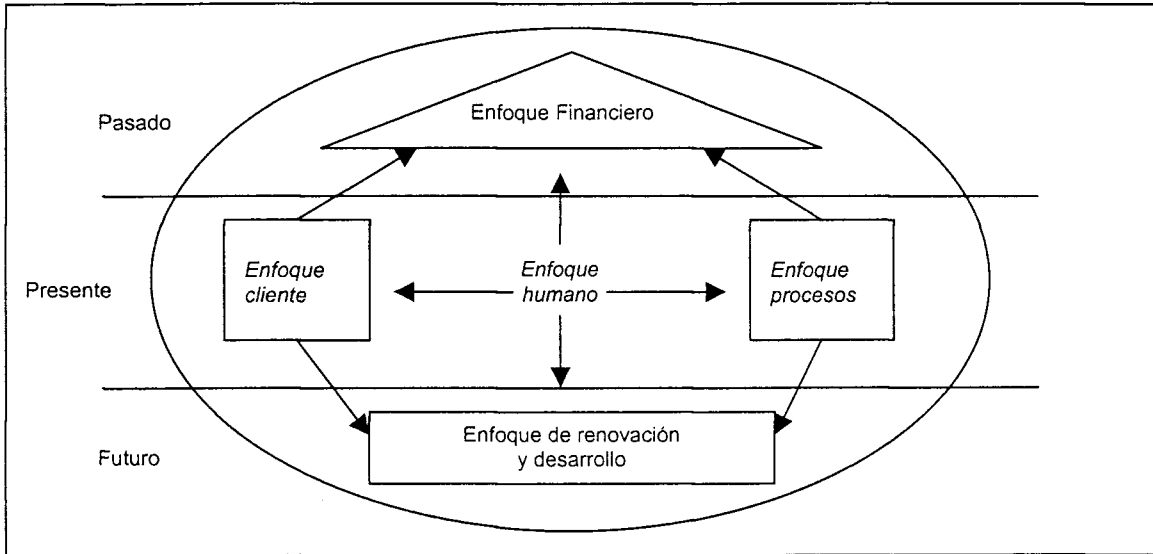 Pasado
Enfoque Financiero
Presente
Enfoque
cliente
Enfoque
humano
Enfoque
procesos
Futuro
Enfoque de renovación
y desarrollo